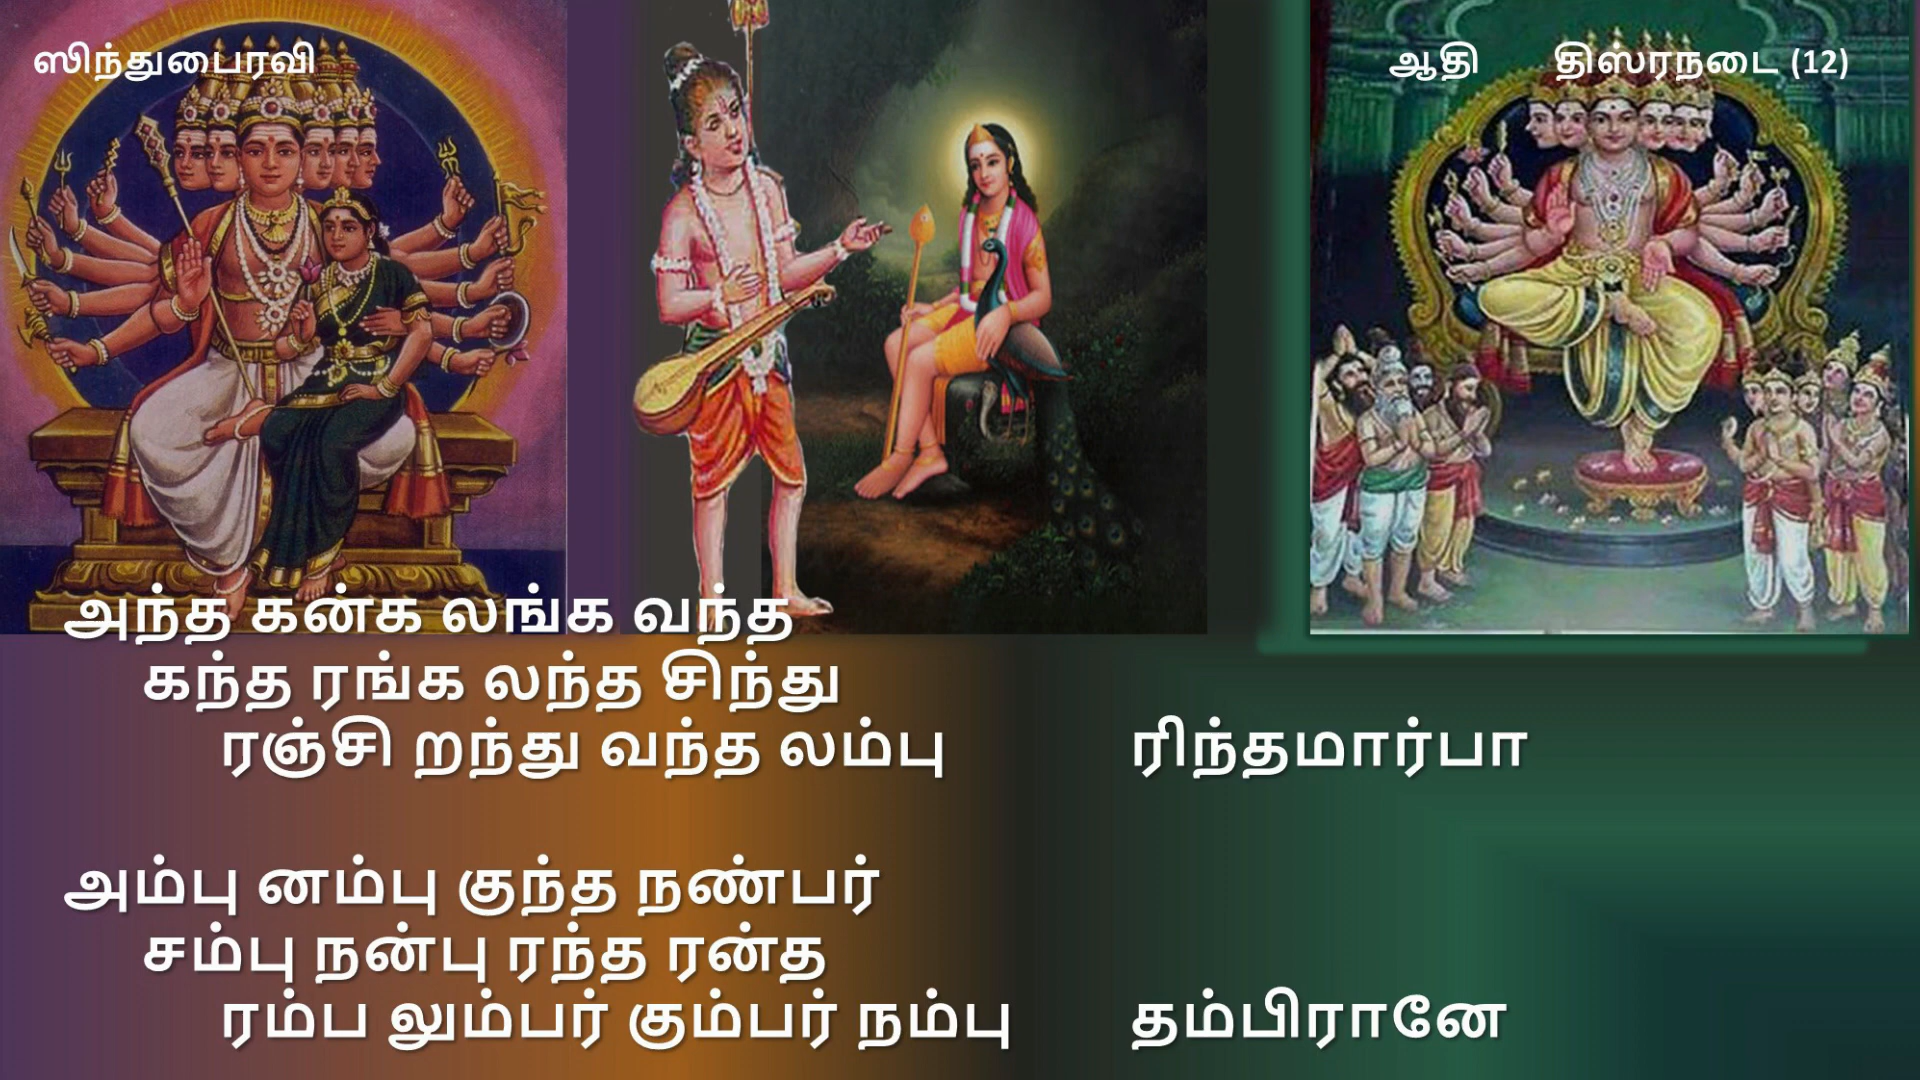 ஸிந்துபைரவி
ஆதி திஸ்ரநடை (12)
அந்த கன்க லங்க வந்த
கந்த ரங்க லந்த சிந்து
ரஞ்சி றந்து வந்த லம்பு ரிந்தமார்பா
அம்பு னம்பு குந்த நண்பர்
சம்பு நன்பு ரந்த ரன்த
ரம்ப லும்பர் கும்பர் நம்பு தம்பிரானே